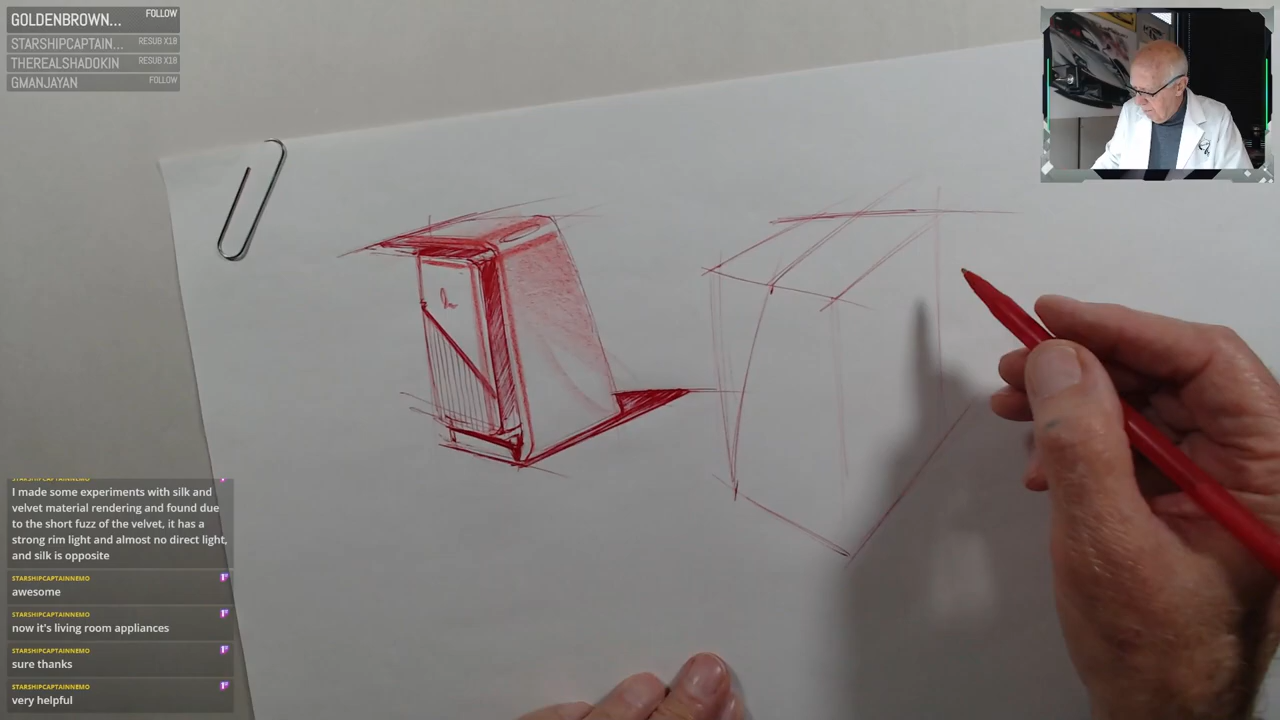 GOLDENBROWN... FOLLOW
STARSHIPCAPTAIN... RESUB X18
THEREALSHADOKIN RESUB X18
GMANJAYAN FOLLOW
I made some experiments with silk and
velvet material rendering and found due
to the short fuzz of the velvet, it has a
strong rim light and almost no direct light,
and silk is opposite
STARSHIPCAPTAINNEMO
awesome
STARSHIPCAPTAINNEMO
now it's living room appliances
STARSHIPCAPTAINNEMO
sure thanks
STARSHIPCAPTAINNEMO
very helpful